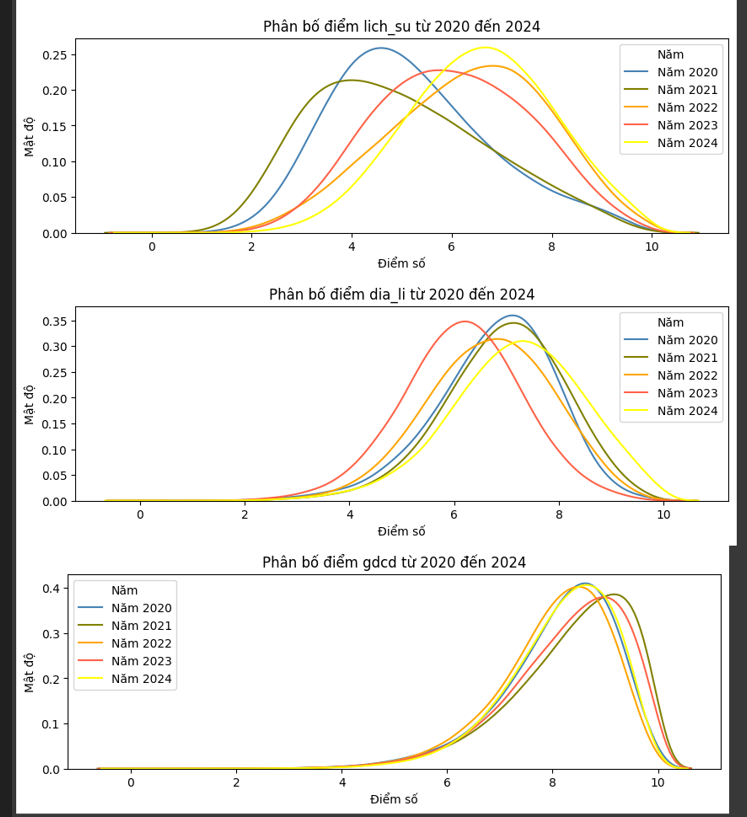 Phân bố điểm lich_su từ 2020 đến 2024
Mật độ
0.25
0.20
0.15
0.10
0.05
0.00
Năm
Năm 2020
Năm 2021
Năm 2022
Năm 2023
Năm 2024
0 2 4 6 8 10
Điểm số
Phân bố điểm dia_li từ 2020 đến 2024
Mật độ
0.35
0.30
0.25
0.20
0.15
0.10
0.05
0.00
Năm
Năm 2020
Năm 2021
Năm 2022
Năm 2023
Năm 2024
0 2 4 6 8 10
Điểm số
Phân bố điểm gdcd từ 2020 đến 2024
Mật độ
0.4
0.3
0.2
0.1
0.0
Năm
Năm 2020
Năm 2021
Năm 2022
Năm 2023
Năm 2024
0 2 4 6 8 10
Điểm số